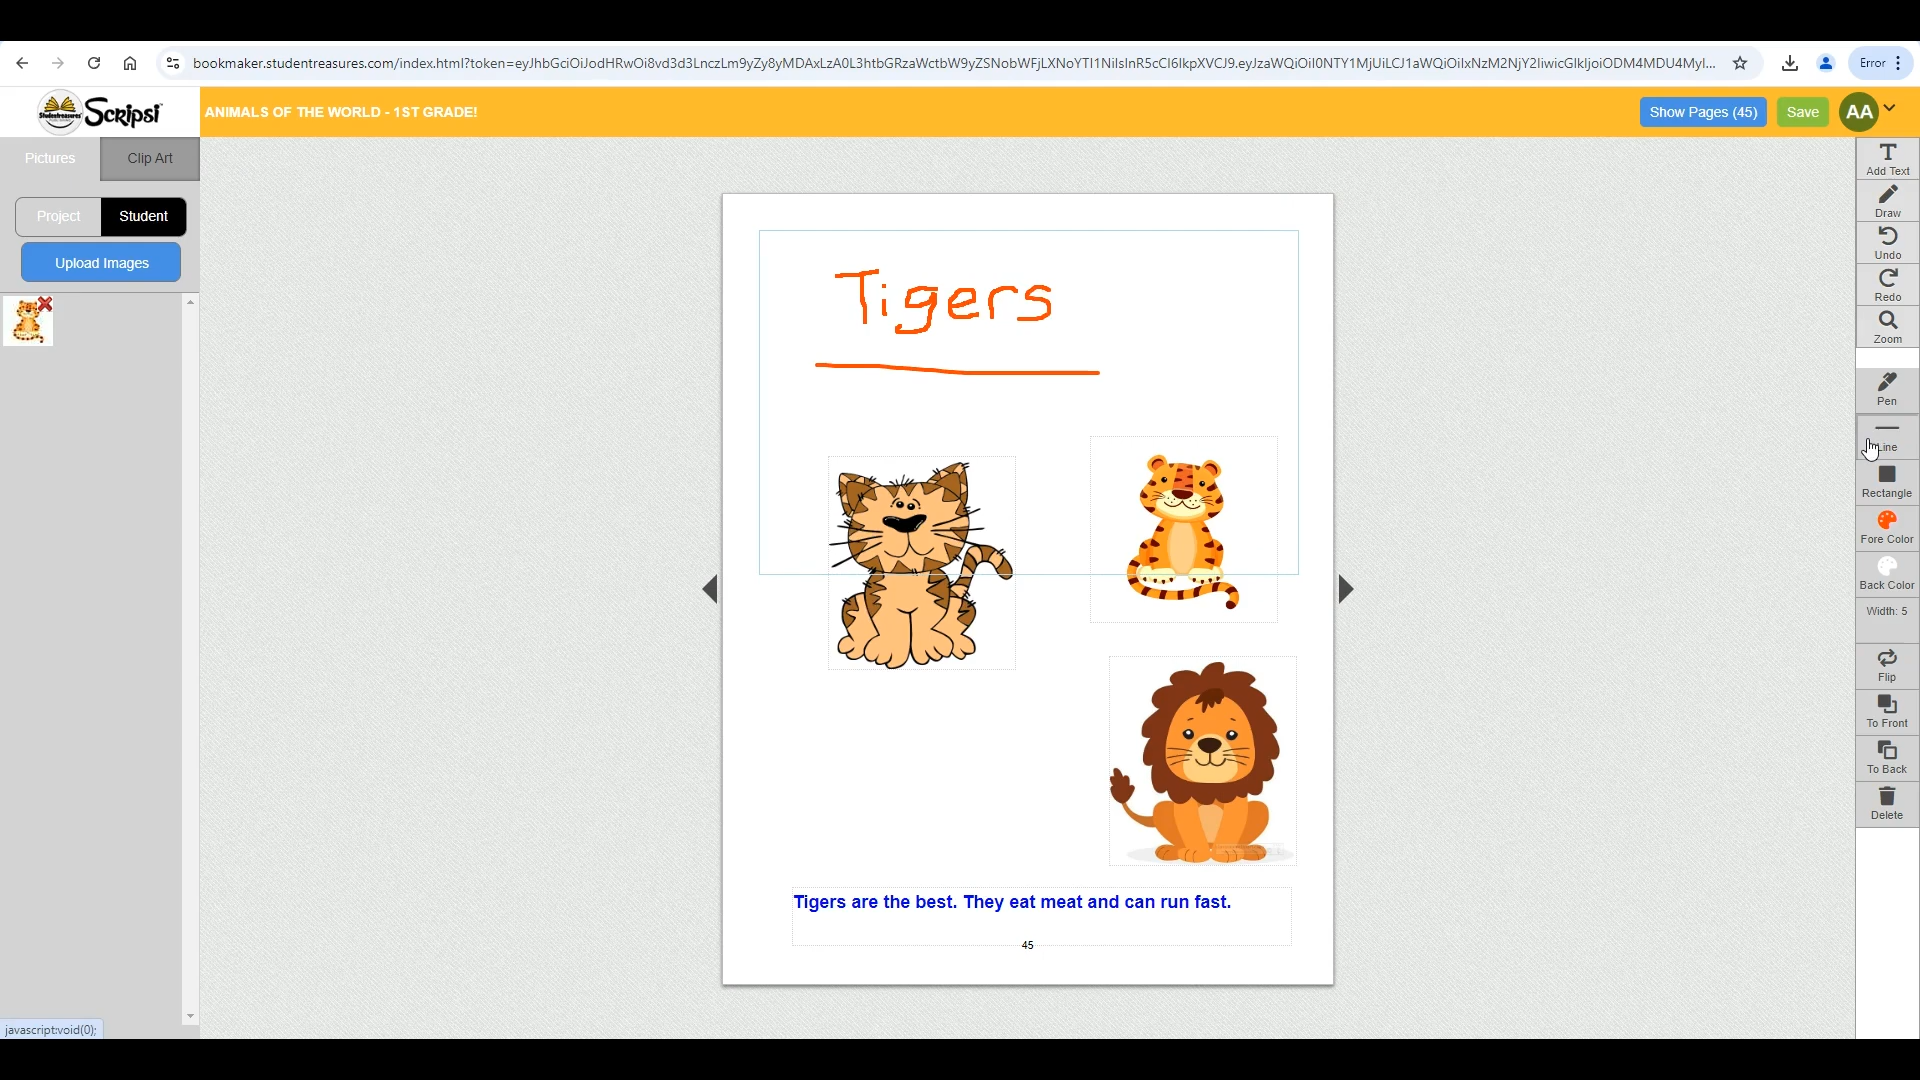 bookmaker.studentreasures.com/index.html?token=eyJhbGciOiJodHRwOi8vd3d3LnczLm9yZy8yMDAxLzA0L3htbGRzaWctbW9yZSNobWFjLXNoYTI1NiIsInR5cCI6IkpXVCJ9.eyJzaWQiOiI0NTY1MjUiLCJ1aWQiOiIxNzM2NjY2IiwicGlkIjoiODM4MDU4MyI...
Error
Studentreasures Scripsi
ANIMALS OF THE WORLD - 1ST GRADE!
Show Pages (45)
Save
AA
Pictures
Clip Art
Project
Student
Upload Images
Tigers
Tigers are the best. They eat meat and can run fast.
45
Add Text
Draw
Undo
Redo
Zoom
Pen
Line
Rectangle
Fore Color
Back Color
Width: 5
Flip
To Front
To Back
Delete
javascript:void(0);